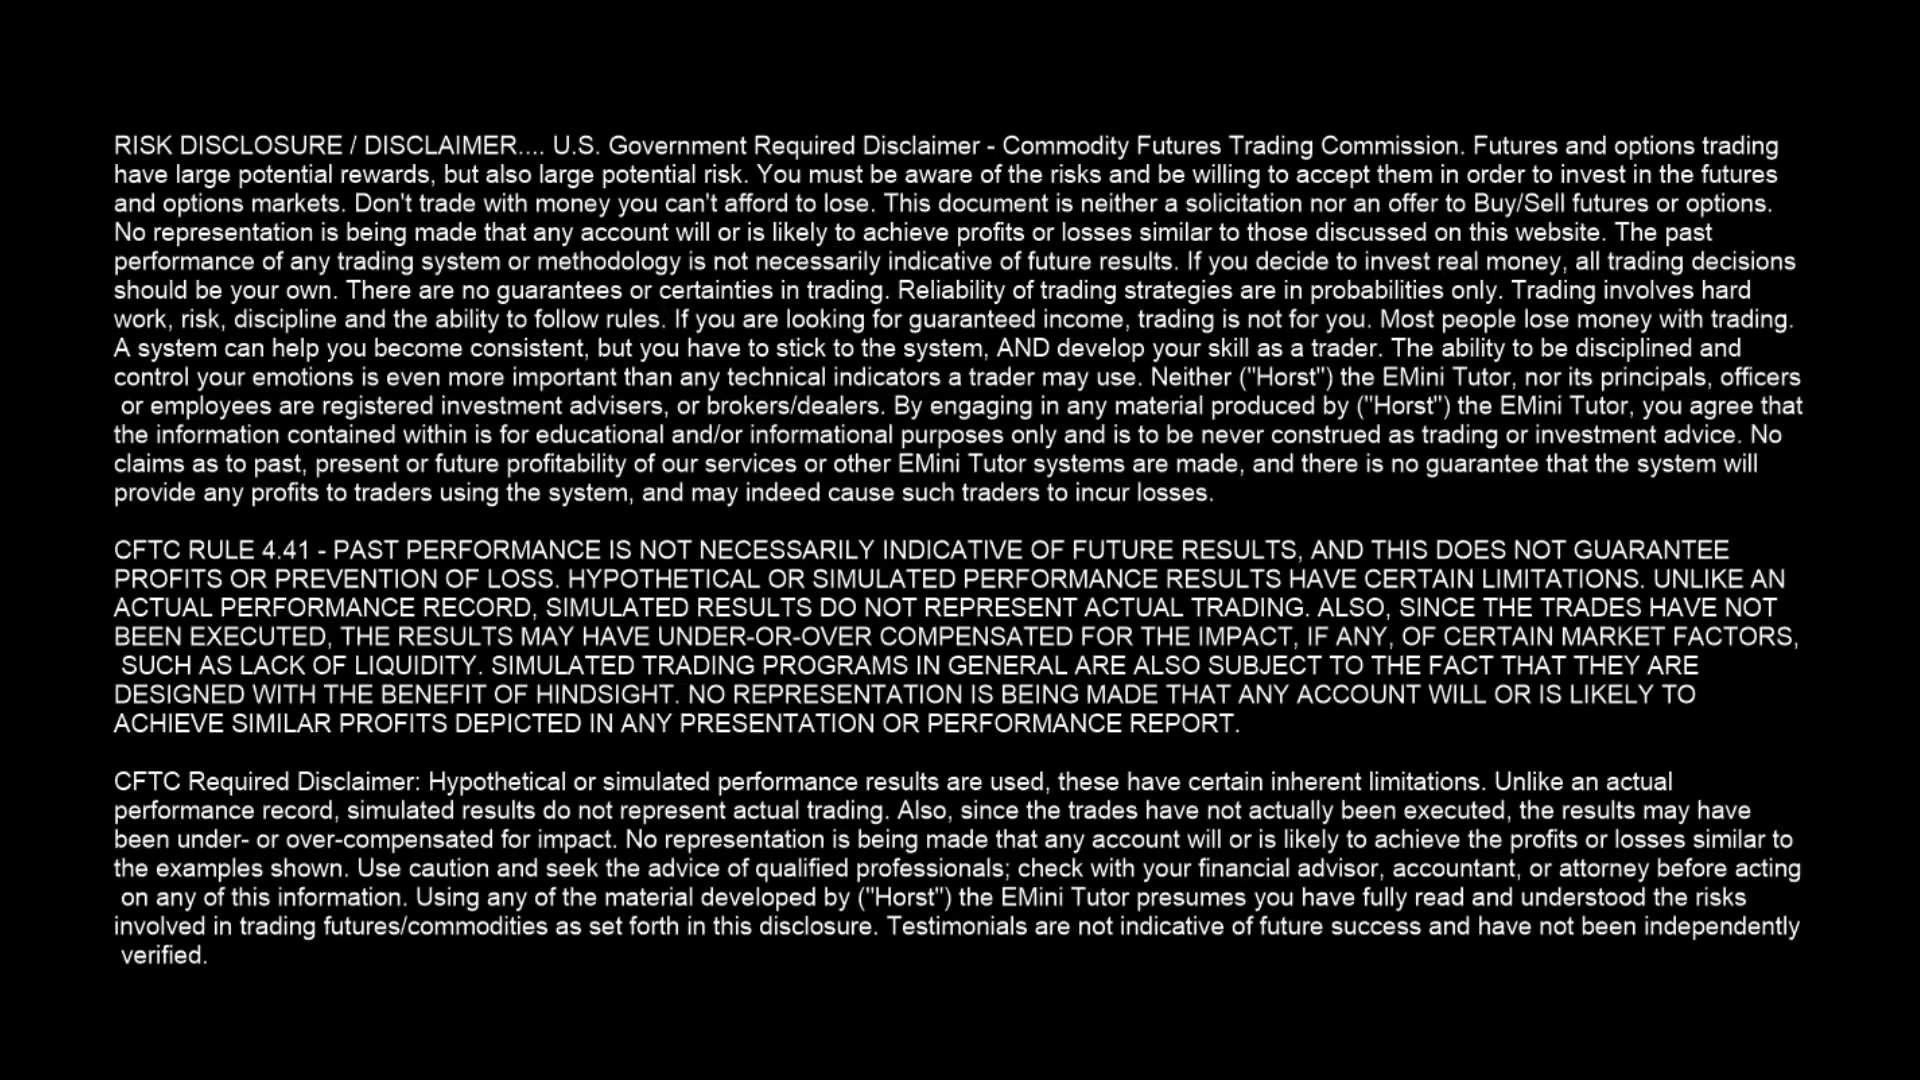 RISK DISCLOSURE / DISCLAIMER.... U.S. Government Required Disclaimer - Commodity Futures Trading Commission. Futures and options trading
have large potential rewards, but also large potential risk. You must be aware of the risks and be willing to accept them in order to invest in the futures
and options markets. Don't trade with money you can't afford to lose. This document is neither a solicitation nor an offer to Buy/Sell futures or options.
No representation is being made that any account will or is likely to achieve profits or losses similar to those discussed on this website. The past
performance of any trading system or methodology is not necessarily indicative of future results. If you decide to invest real money, all trading decisions
should be your own. There are no guarantees or certainties in trading. Reliability of trading strategies are in probabilities only. Trading involves hard
work, risk, discipline and the ability to follow rules. If you are looking for guaranteed income, trading is not for you. Most people lose money with trading.
A system can help you become consistent, but you have to stick to the system, AND develop your skill as a trader. The ability to be disciplined and
control your emotions is even more important than any technical indicators a trader may use. Neither ("Horst") the EMini Tutor, nor its principals, officers
or employees are registered investment advisers, or brokers/dealers. By engaging in any material produced by ("Horst") the EMini Tutor, you agree that
the information contained within is for educational and/or informational purposes only and is to be never construed as trading or investment advice. No
claims as to past, present or future profitability of our services or other EMini Tutor systems are made, and there is no guarantee that the system will
provide any profits to traders using the system, and may indeed cause such traders to incur losses.
CFTC RULE 4.41 - PAST PERFORMANCE IS NOT NECESSARILY INDICATIVE OF FUTURE RESULTS, AND THIS DOES NOT GUARANTEE
PROFITS OR PREVENTION OF LOSS. HYPOTHETICAL OR SIMULATED PERFORMANCE RESULTS HAVE CERTAIN LIMITATIONS. UNLIKE AN
ACTUAL PERFORMANCE RECORD, SIMULATED RESULTS DO NOT REPRESENT ACTUAL TRADING. ALSO, SINCE THE TRADES HAVE NOT
BEEN EXECUTED, THE RESULTS MAY HAVE UNDER-OR-OVER COMPENSATED FOR THE IMPACT, IF ANY, OF CERTAIN MARKET FACTORS,
SUCH AS LACK OF LIQUIDITY. SIMULATED TRADING PROGRAMS IN GENERAL ARE ALSO SUBJECT TO THE FACT THAT THEY ARE
DESIGNED WITH THE BENEFIT OF HINDSIGHT. NO REPRESENTATION IS BEING MADE THAT ANY ACCOUNT WILL OR IS LIKELY TO
ACHIEVE SIMILAR PROFITS DEPICTED IN ANY PRESENTATION OR PERFORMANCE REPORT.
CFTC Required Disclaimer: Hypothetical or simulated performance results are used, these have certain inherent limitations. Unlike an actual
performance record, simulated results do not represent actual trading. Also, since the trades have not actually been executed, the results may have
been under- or over-compensated for impact. No representation is being made that any account will or is likely to achieve the profits or losses similar to
the examples shown. Use caution and seek the advice of qualified professionals; check with your financial advisor, accountant, or attorney before acting
on any of this information. Using any of the material developed by ("Horst") the EMini Tutor presumes you have fully read and understood the risks
involved in trading futures/commodities as set forth in this disclosure. Testimonials are not indicative of future success and have not been independently
verified.